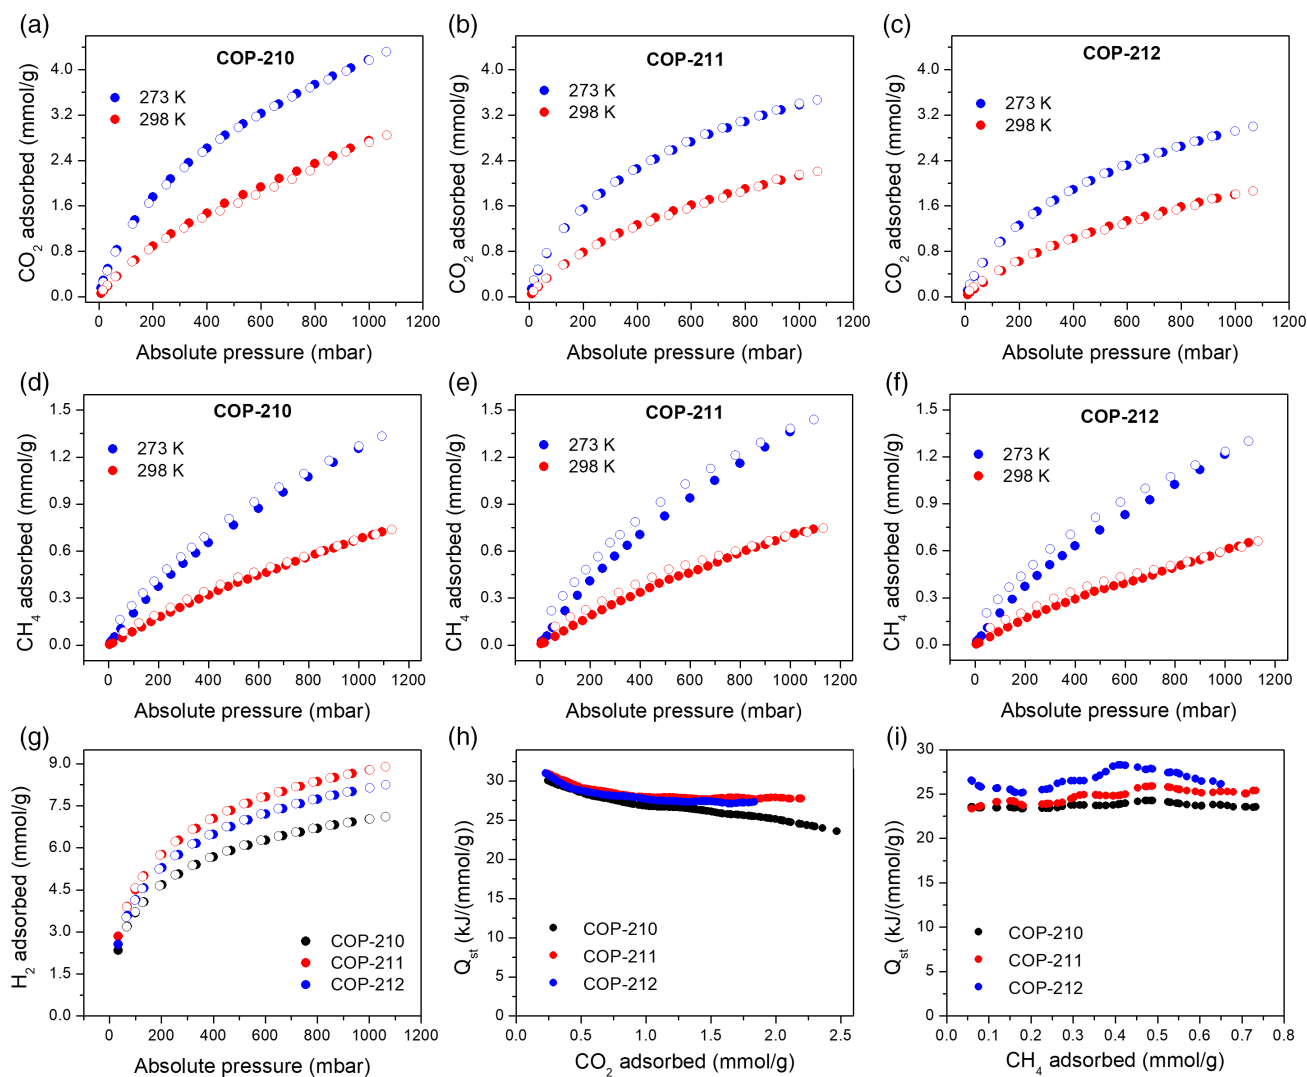 (a)
COP-210
273 K
298 K
CO2 adsorbed (mmol/g)
4.0
3.2
2.4
1.6
0.8
0.0
0 200 400 600 800 1000 1200
Absolute pressure (mbar)
(b)
COP-211
273 K
298 K
CO2 adsorbed (mmol/g)
4.0
3.2
2.4
1.6
0.8
0.0
0 200 400 600 800 1000 1200
Absolute pressure (mbar)
(c)
COP-212
273 K
298 K
CO2 adsorbed (mmol/g)
4.0
3.2
2.4
1.6
0.8
0.0
0 200 400 600 800 1000 1200
Absolute pressure (mbar)
(d)
COP-210
273 K
298 K
CH4 adsorbed (mmol/g)
1.5
1.2
0.9
0.6
0.3
0.0
0 200 400 600 800 1000 1200
Absolute pressure (mbar)
(e)
COP-211
273 K
298 K
CH4 adsorbed (mmol/g)
1.5
1.2
0.9
0.6
0.3
0.0
0 200 400 600 800 1000 1200
Absolute pressure (mbar)
(f)
COP-212
273 K
298 K
CH4 adsorbed (mmol/g)
1.5
1.2
0.9
0.6
0.3
0.0
0 200 400 600 800 1000 1200
Absolute pressure (mbar)
(g)
H2 adsorbed (mmol/g)
9.0
7.5
6.0
4.5
3.0
1.5
0.0
COP-210
COP-211
COP-212
0 200 400 600 800 1000 1200
Absolute pressure (mbar)
(h)
Qst (kJ/(mmol/g))
30
25
20
15
10
5
0
COP-210
COP-211
COP-212
0.0 0.5 1.0 1.5 2.0 2.5
CO2 adsorbed (mmol/g)
(i)
Qst (kJ/(mmol/g))
30
25
20
15
10
5
0
COP-210
COP-211
COP-212
0.0 0.1 0.2 0.3 0.4 0.5 0.6 0.7 0.8
CH4 adsorbed (mmol/g)